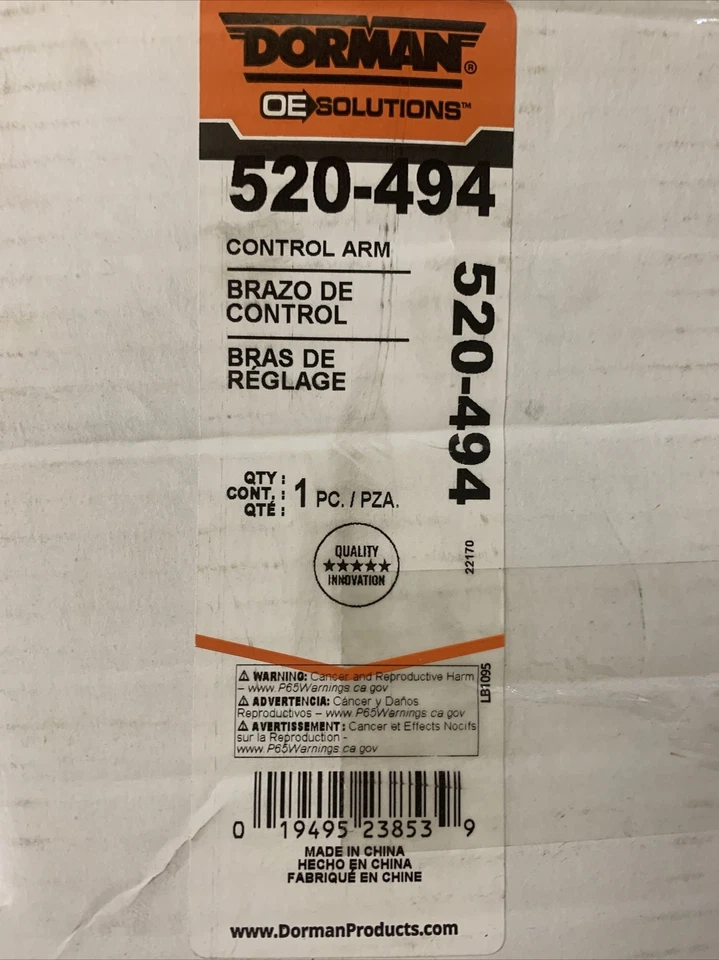 DORMAN®
OE SOLUTIONS™
520-494
CONTROL ARM
BRAZO DE
CONTROL
BRAS DE
RÉGLAGE
520-494
QTY :
CONT. :
QTÉ :
1 PC. / PZA.
QUALITY
★★★★★
INNOVATION
22170
⚠ WARNING: Cancer and Reproductive Harm
– www.P65Warnings.ca.gov
⚠ ADVERTENCIA: Cáncer y Daños
Reproductivos – www.P65Warnings.ca.gov
⚠ AVERTISSEMENT : Cancer et Effects Nocifs
sur la Reproduction -
www.P65Warnings.ca.gov
LB1095
0 19495 23853 9
MADE IN CHINA
HECHO EN CHINA
FABRIQUÉ EN CHINE
www.DormanProducts.com